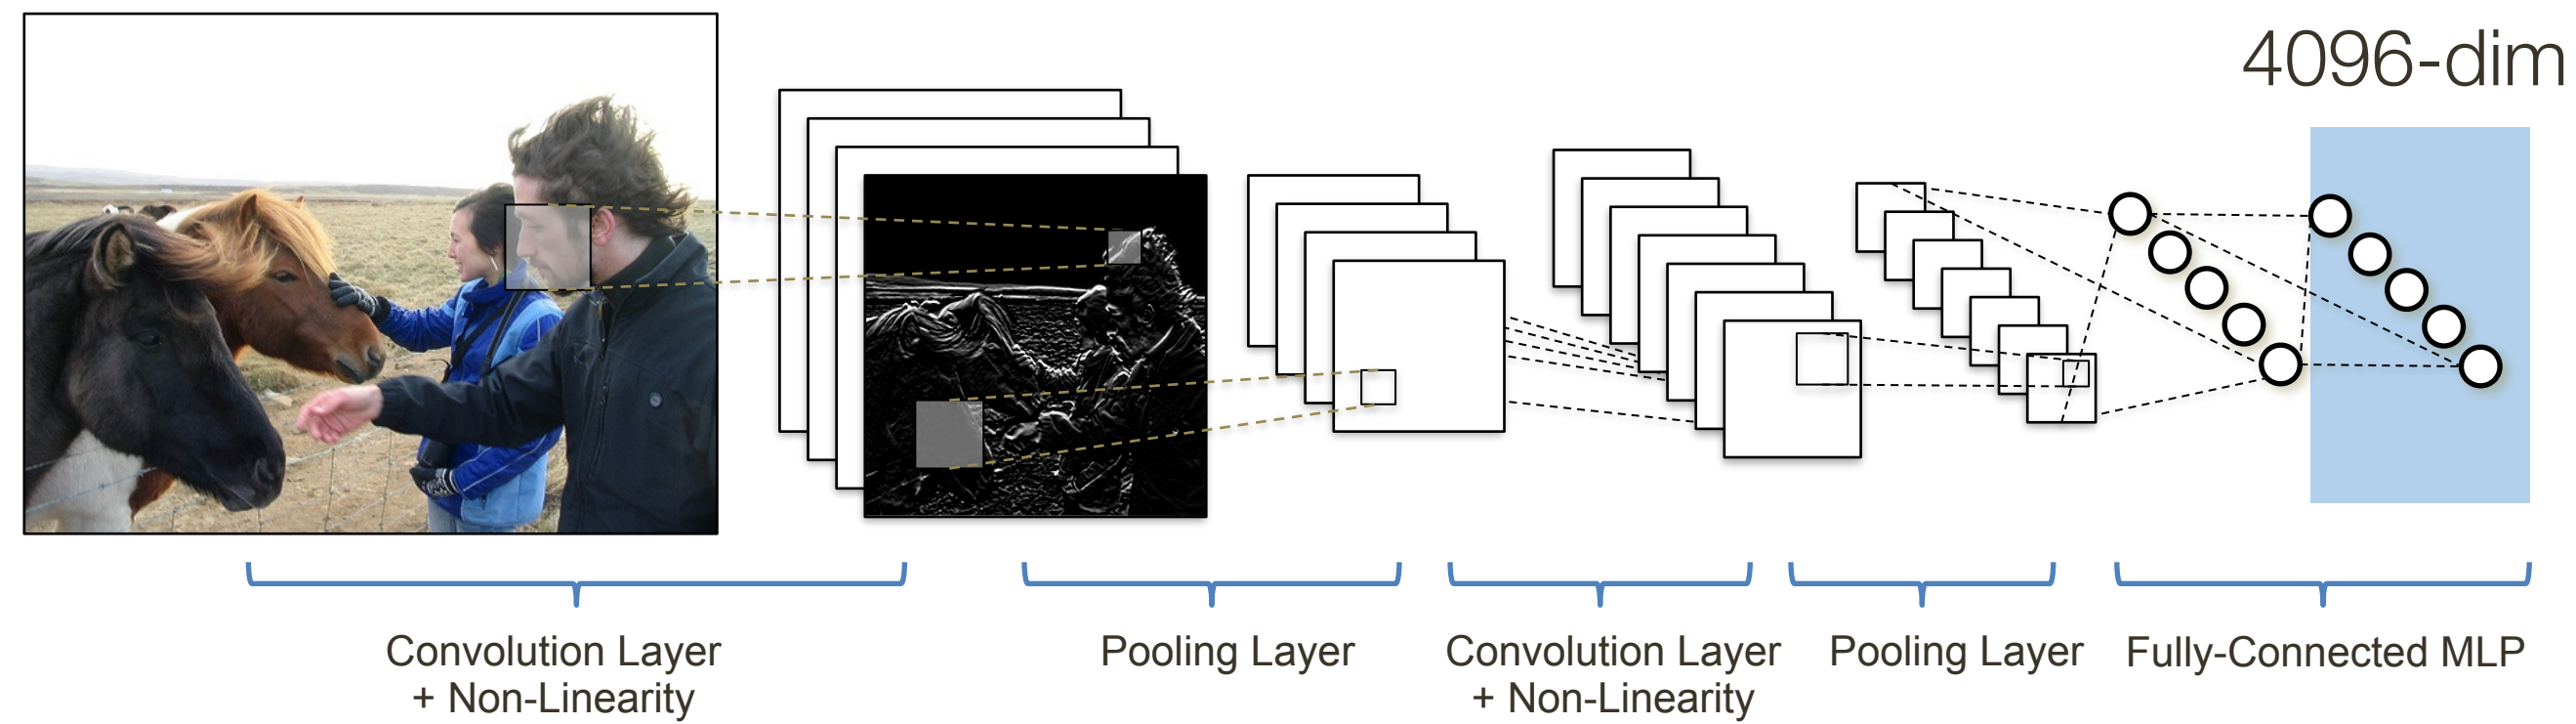 4096-dim
Convolution Layer
+ Non-Linearity
Pooling Layer
Convolution Layer
+ Non-Linearity
Pooling Layer
Fully-Connected MLP